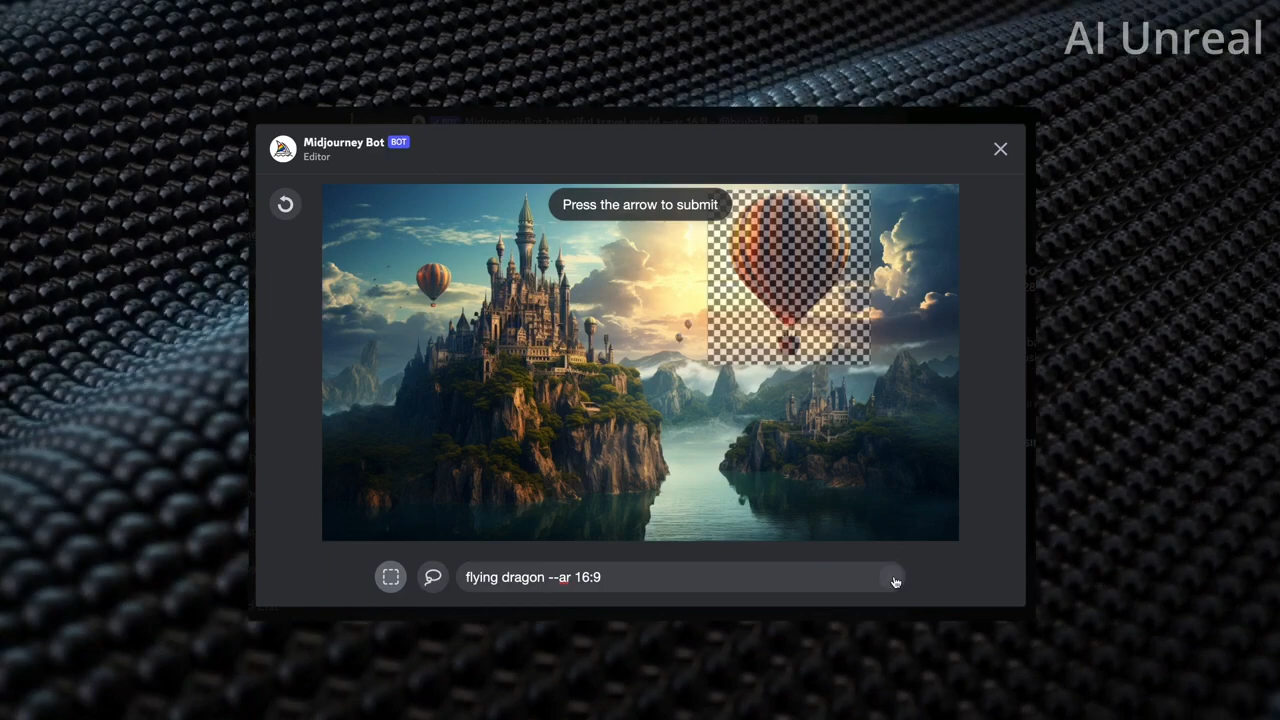 AI Unreal
Midjourney Bot BOT
Editor
Press the arrow to submit
flying dragon --ar 16:9